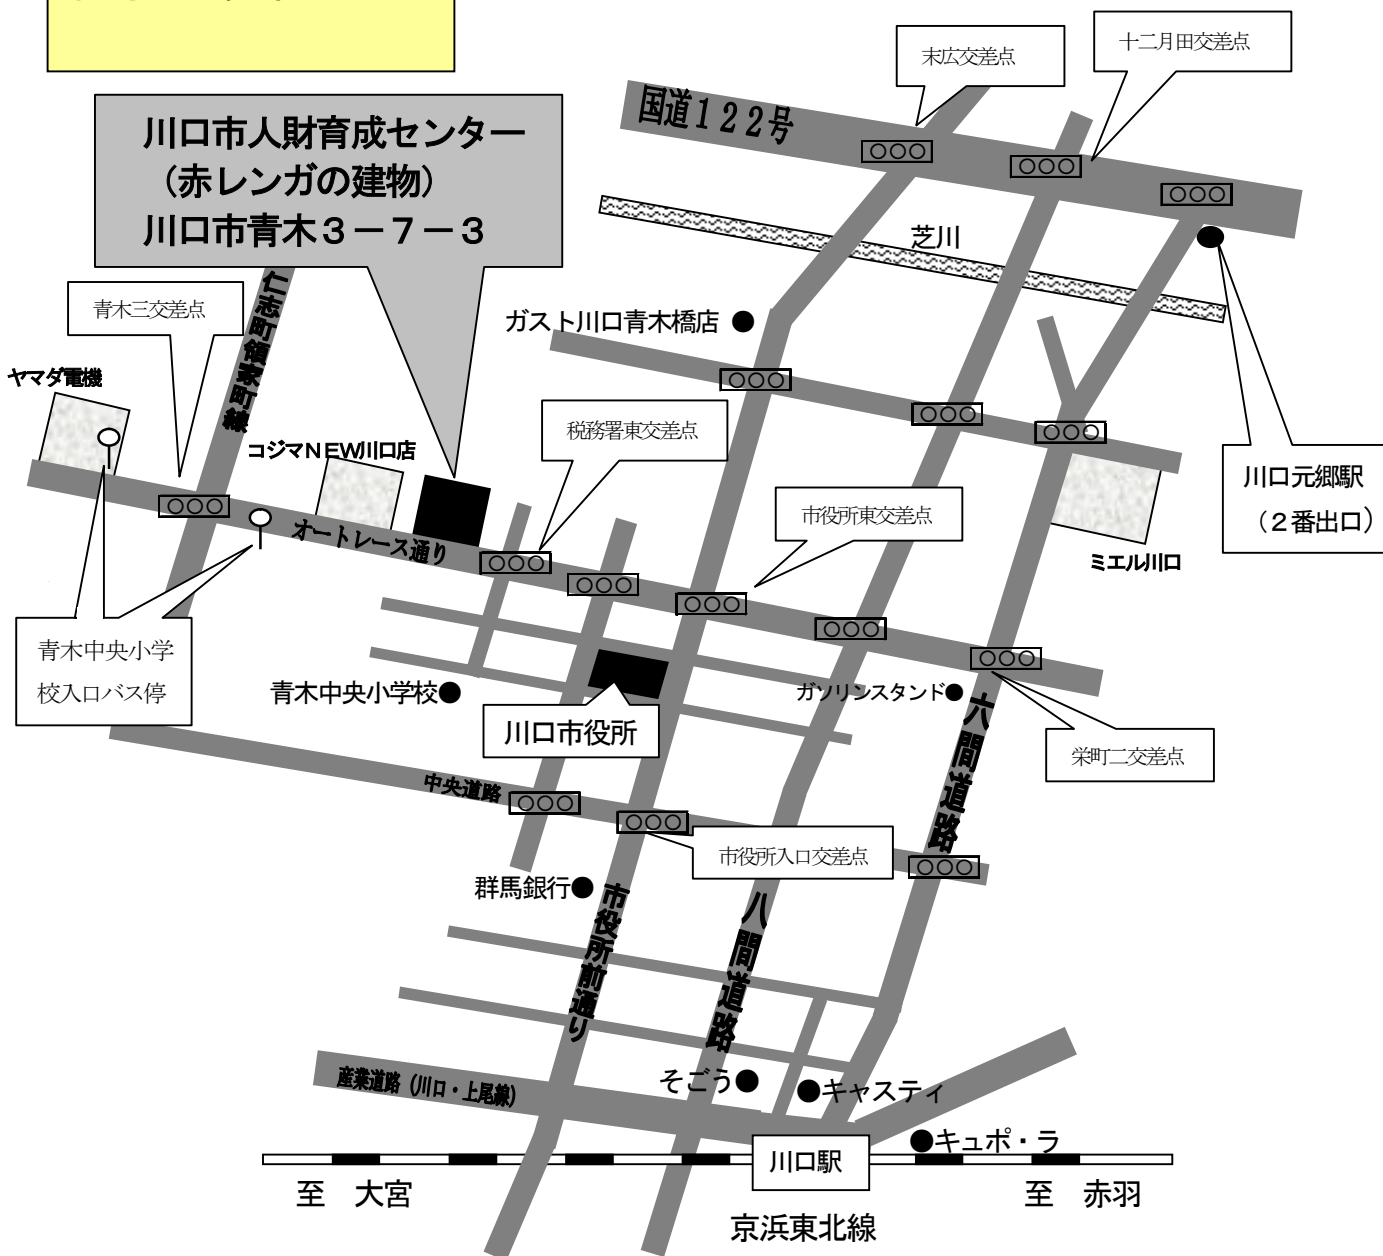 末広交差点
十二月田交差点
国道１２２号
川口市人財育成センター
（赤レンガの建物）
川口市青木３－７－３
芝川
仁志町領家町線
青木三交差点
ガスト川口青木橋店
ヤマダ電機
コジマNEW川口店
税務署東交差点
川口元郷駅
（２番出口）
市役所東交差点
オートレース通り
ミエル川口
青木中央小学
校入口バス停
青木中央小学校
川口市役所
ガソリンスタンド
六間道路
栄町二交差点
中央道路
市役所入口交差点
群馬銀行
市役所前通り
八間道路
産業道路（川口・上尾線）
そごう
キャスティ
キュポ・ラ
川口駅
至　大宮
至　赤羽
京浜東北線